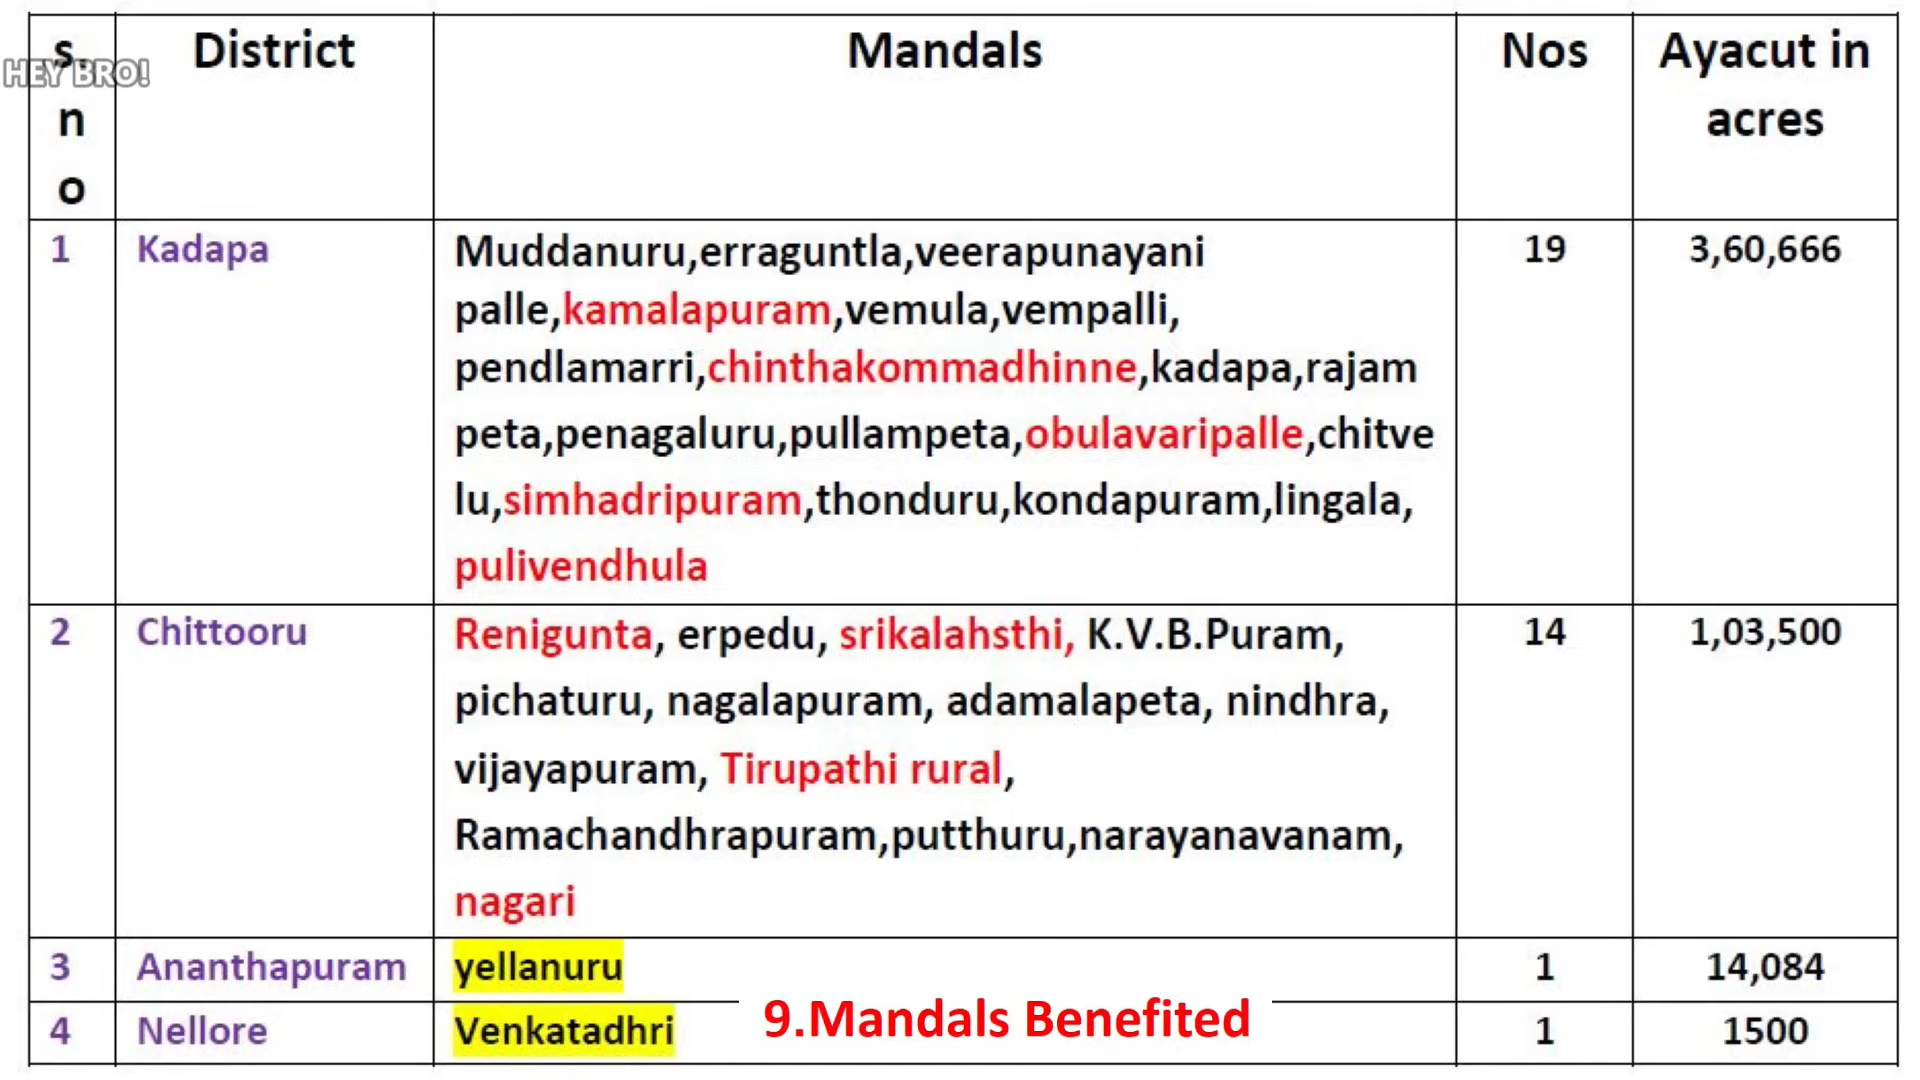 s. District Mandals Nos Ayacut in
HEY BRO!
n acres
o
1 Kadapa Muddanuru,erraguntla,veerapunayani 19 3,60,666
palle,kamalapuram,vemula,vempalli,
pendlamarri,chinthakommadhinne,kadapa,rajam
peta,penagaluru,pullampeta,obulavaripalle,chitve
lu,simhadripuram,thonduru,kondapuram,lingala,
pulivendhula
2 Chittooru Renigunta, erpedu, srikalahsthi, K.V.B.Puram, 14 1,03,500
pichaturu, nagalapuram, adamalapeta, nindhra,
vijayapuram, Tirupathi rural,
Ramachandhrapuram,putthuru,narayanavanam,
nagari
3 Ananthapuram yellanuru 1 14,084
9.Mandals Benefited
4 Nellore Venkatadhri 1 1500